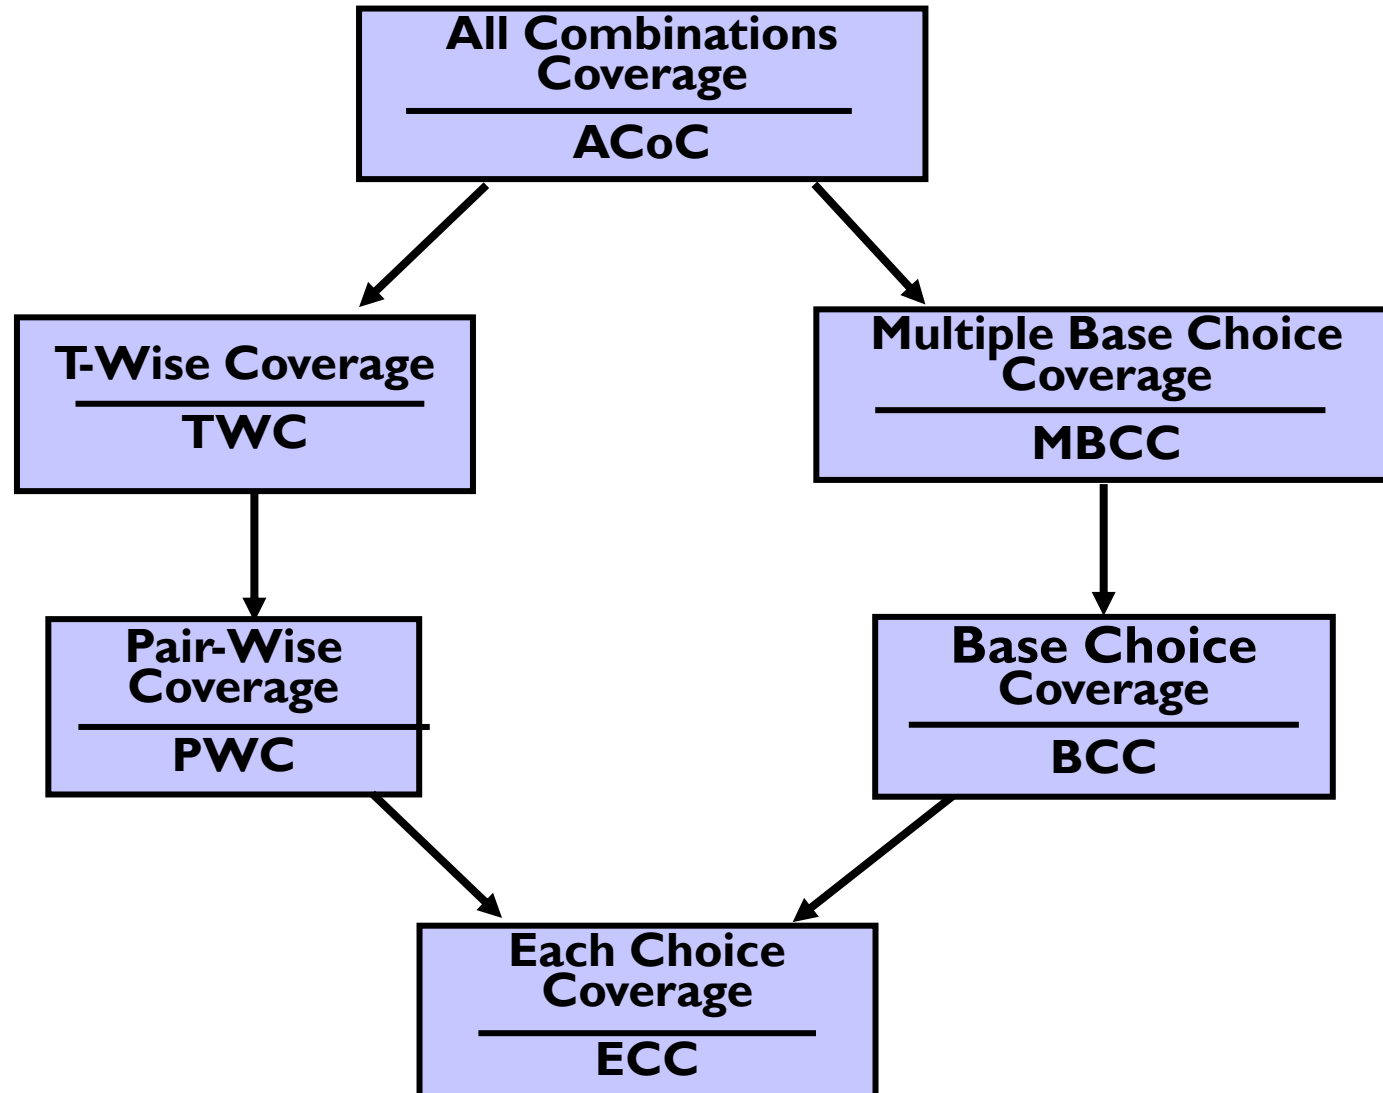 All Combinations
Coverage
ACoC
T-Wise Coverage
TWC
Multiple Base Choice
Coverage
MBCC
Pair-Wise
Coverage
PWC
Base Choice
Coverage
BCC
Each Choice
Coverage
ECC